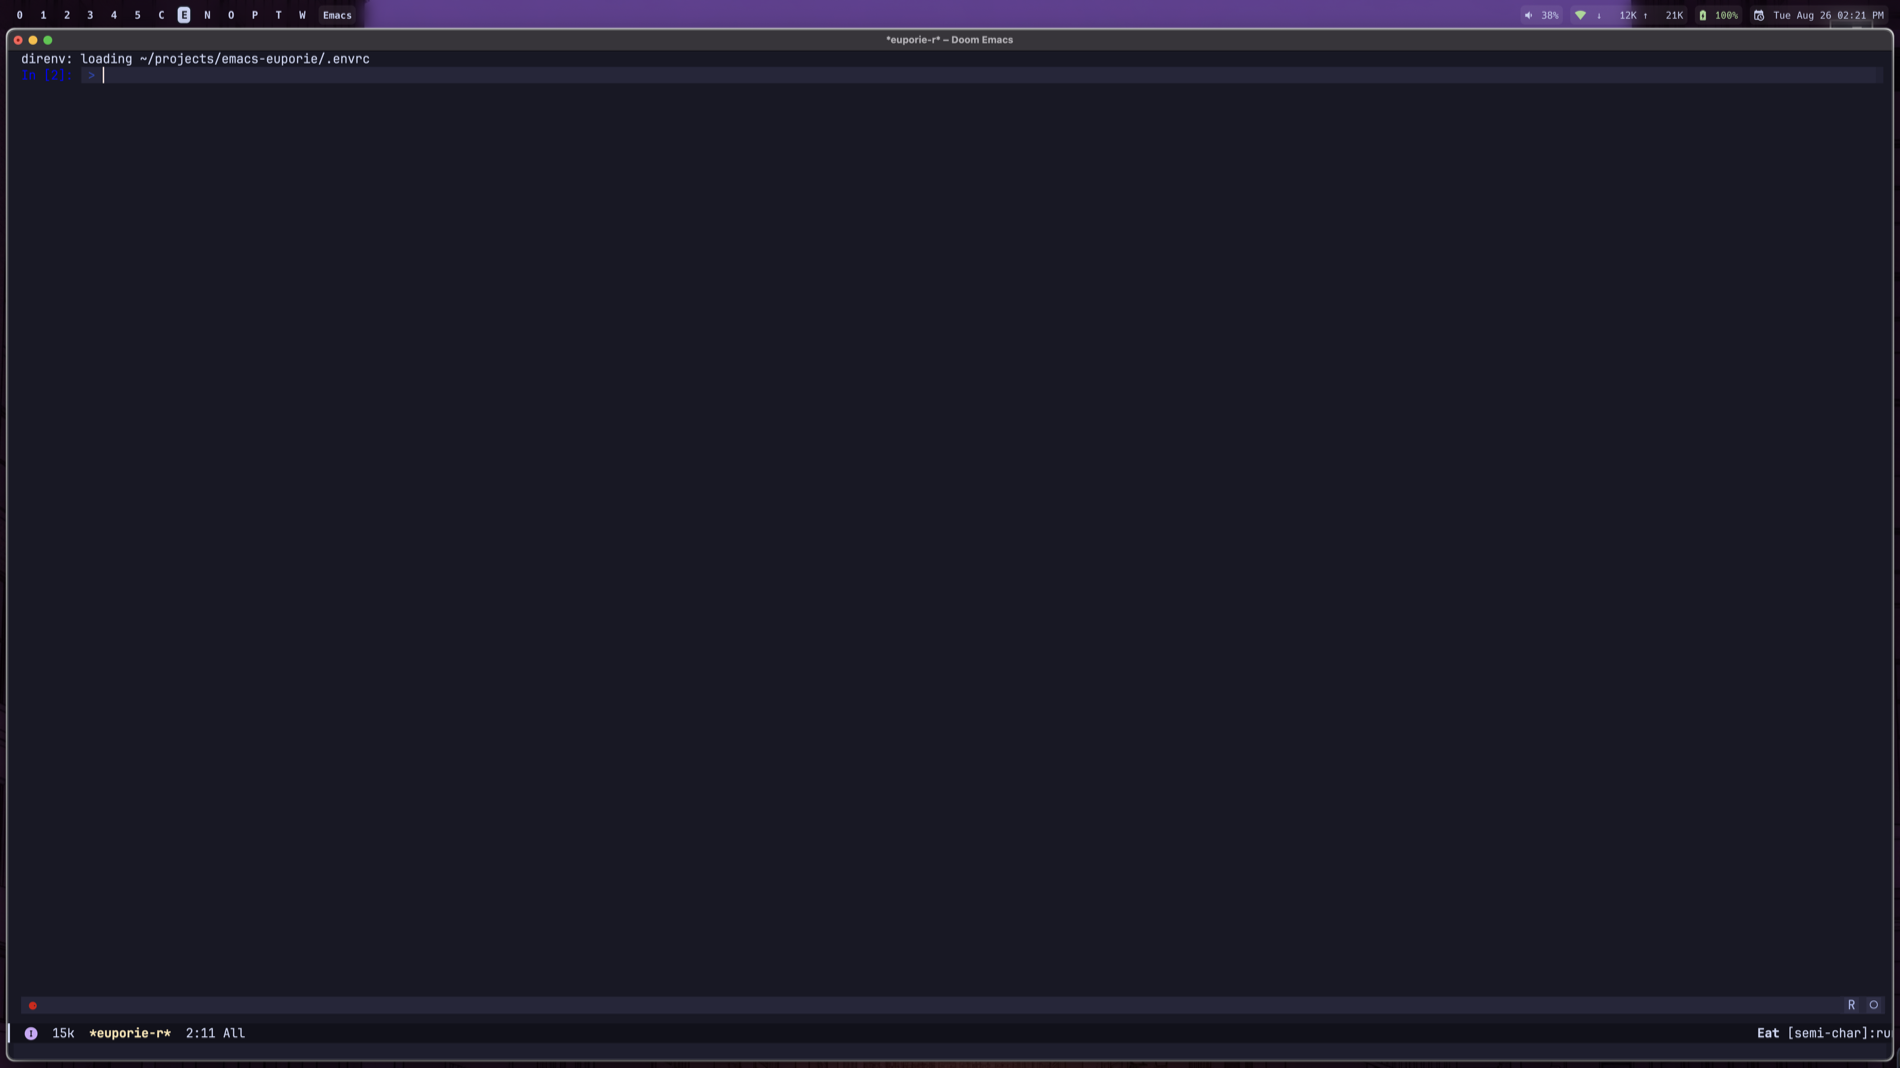 0 1 2 3 4 5 C E N O P T W Emacs
38% ↓ 12K ↑ 21K 100% Tue Aug 26 02:21 PM
*euporie-r* – Doom Emacs
direnv: loading ~/projects/emacs-euporie/.envrc
In [2]: >
R
I 15k *euporie-r* 2:11 All
Eat [semi-char]:ru